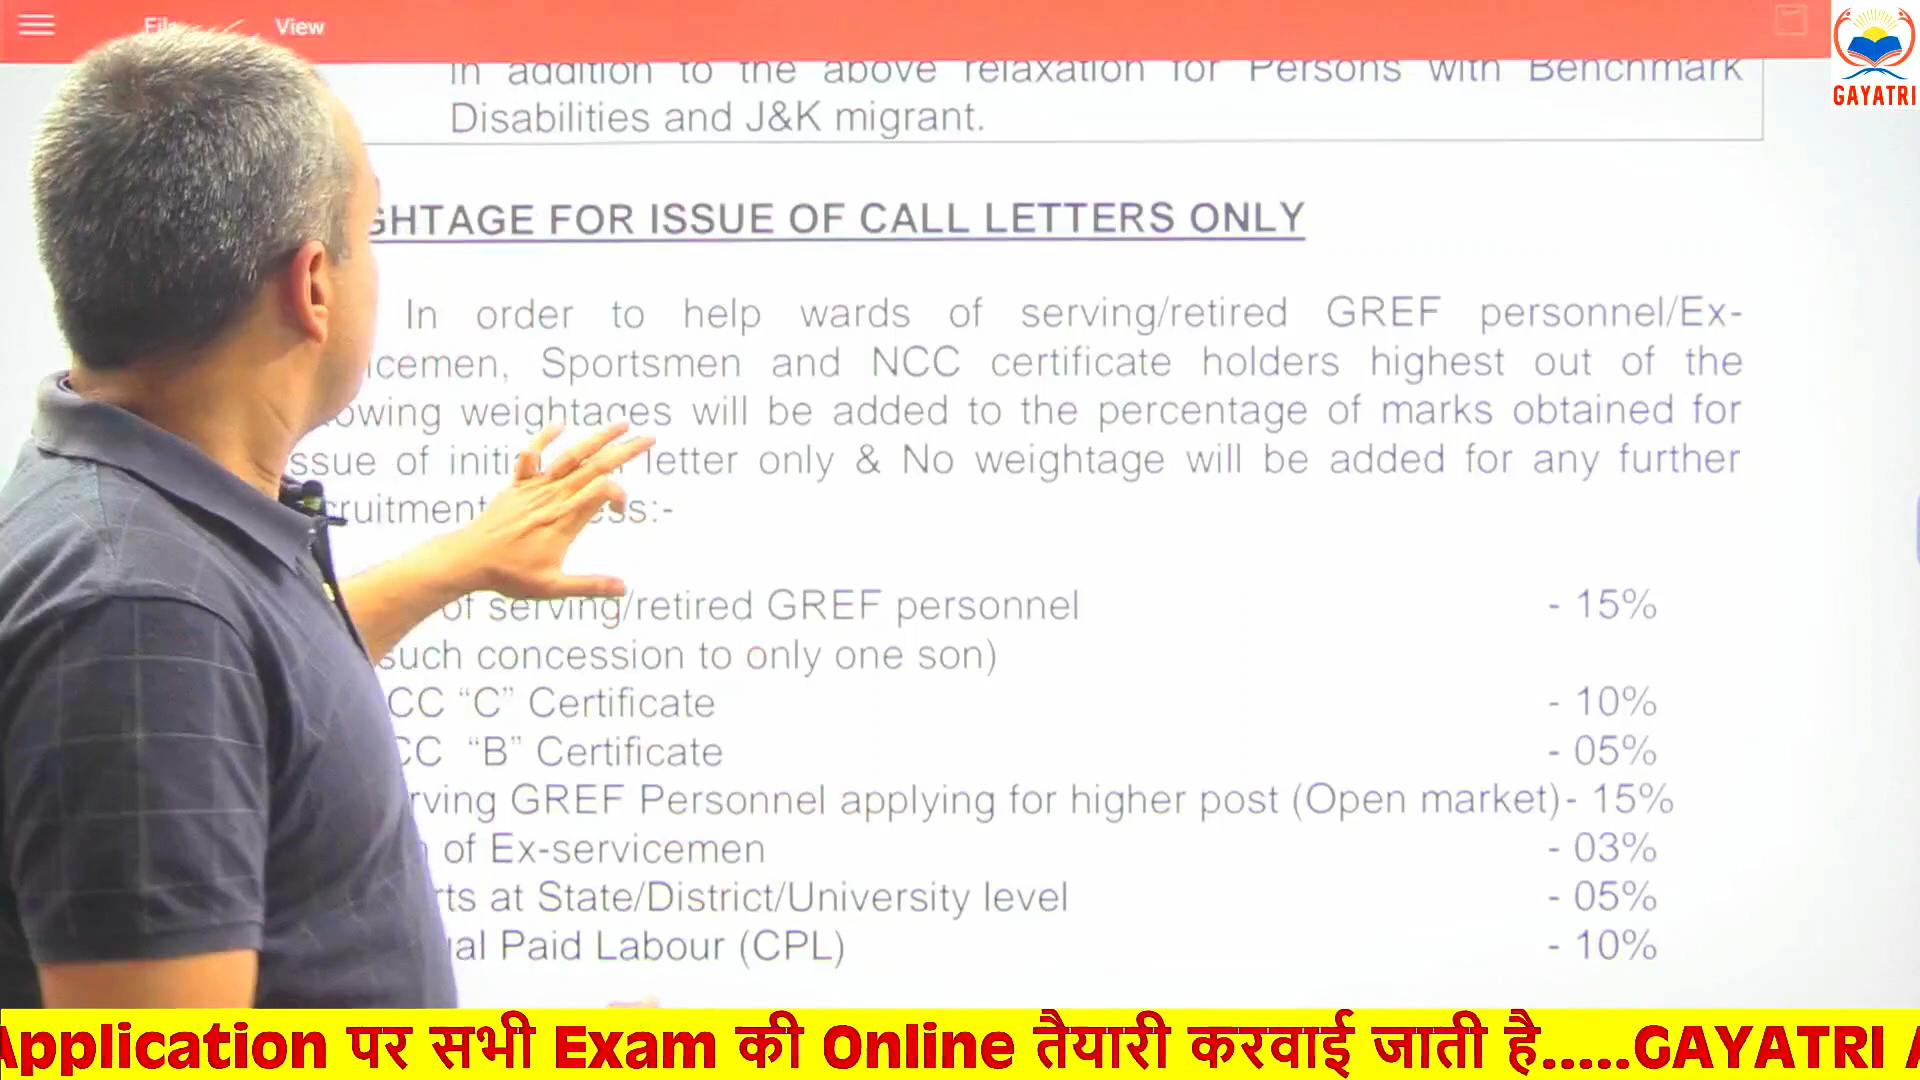 File View
GAYATRI
in addition to the above relaxation for Persons with Benchmark
Disabilities and J&K migrant.
GHTAGE FOR ISSUE OF CALL LETTERS ONLY
In order to help wards of serving/retired GREF personnel/Ex-
icemen, Sportsmen and NCC certificate holders highest out of the
owing weightages will be added to the percentage of marks obtained for
ssue of letter only & No weightage will be added for any further
cruitment ess:-
of serving/retired GREF personnel - 15%
such concession to only one son)
CC “C” Certificate - 10%
CC “B” Certificate - 05%
rving GREF Personnel applying for higher post (Open market)- 15%
of Ex-servicemen - 03%
rts at State/District/University level - 05%
al Paid Labour (CPL) - 10%
Application पर सभी Exam की Online तैयारी करवाई जाती है.....GAYATRI A